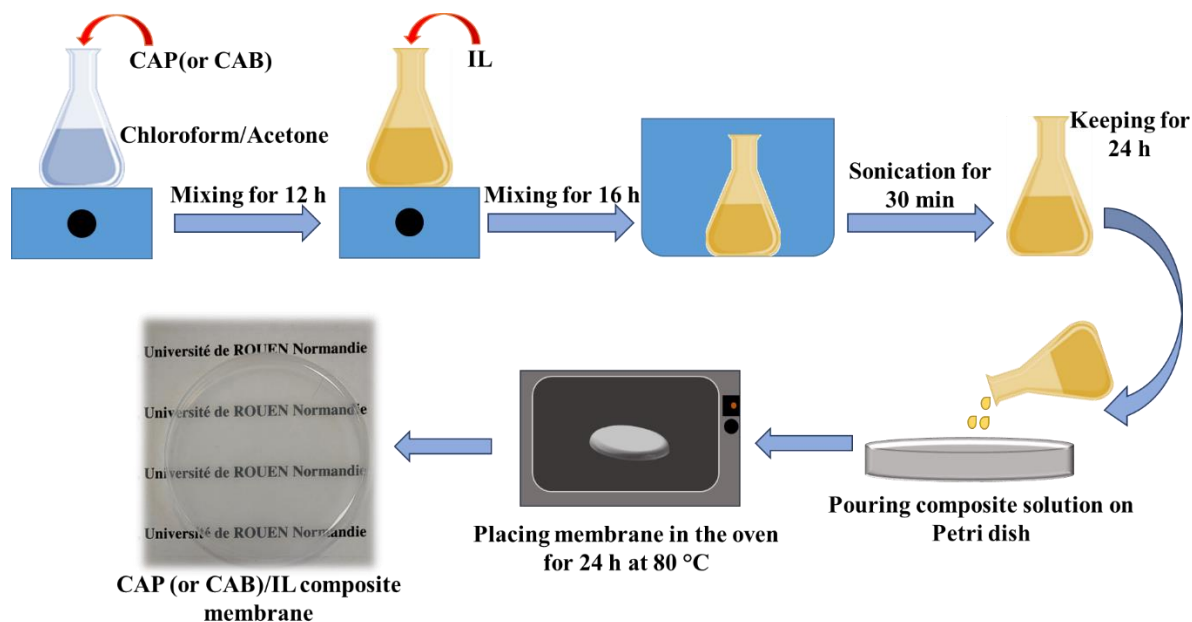 CAP(or CAB)
Chloroform/Acetone
Mixing for 12 h
IL
Mixing for 16 h
Sonication for
30 min
Keeping for
24 h
Pouring composite solution on
Petri dish
Placing membrane in the oven
for 24 h at 80 °C
Université de ROUEN Normandie
Université de ROUEN Normandie
Université de ROUEN Normandie
Université de ROUEN Normandie
CAP (or CAB)/IL composite
membrane